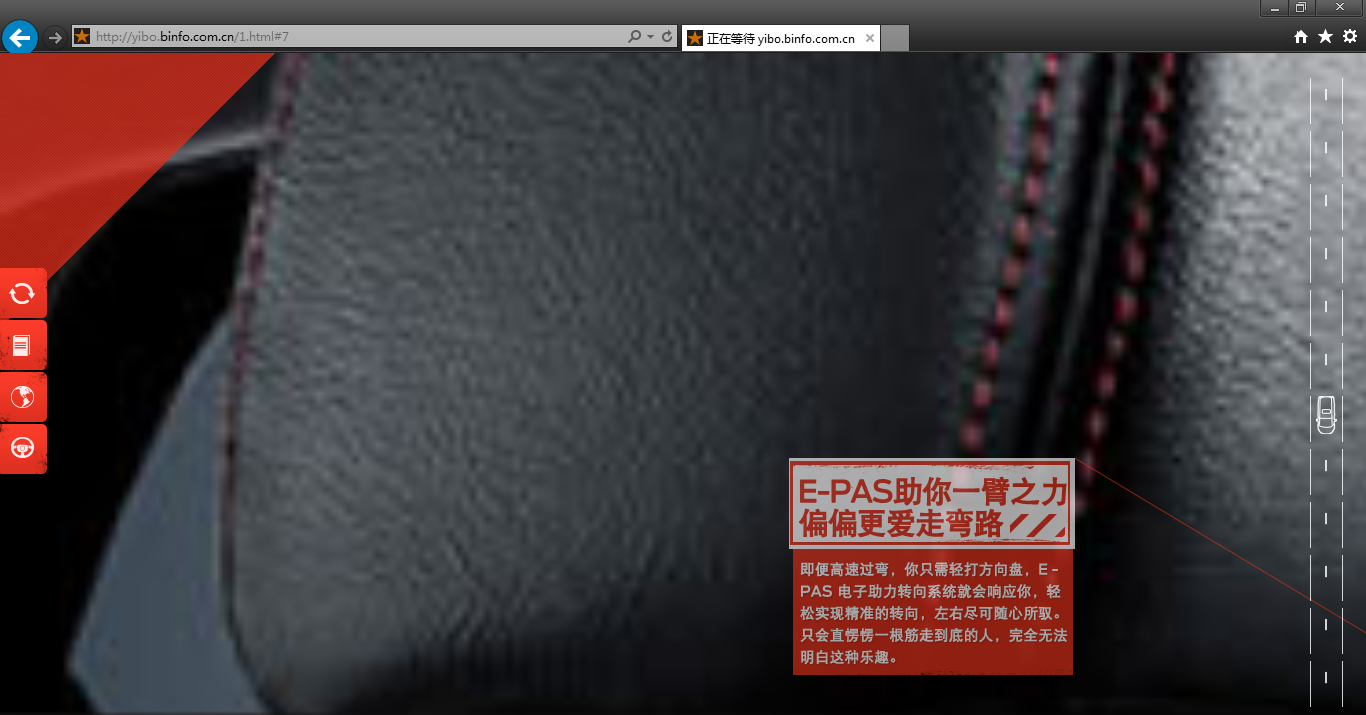 http://yibo.binfo.com.cn/1.html#7
正在等待 yibo.binfo.com.cn
E-PAS助你一臂之力
偏偏更爱走弯路
即便高速过弯，你只需轻打方向盘，E -
PAS 电子助力转向系统就会响应你，轻
松实现精准的转向，左右尽可随心所驭。
只会直愣愣一根筋走到底的人，完全无法
明白这种乐趣。